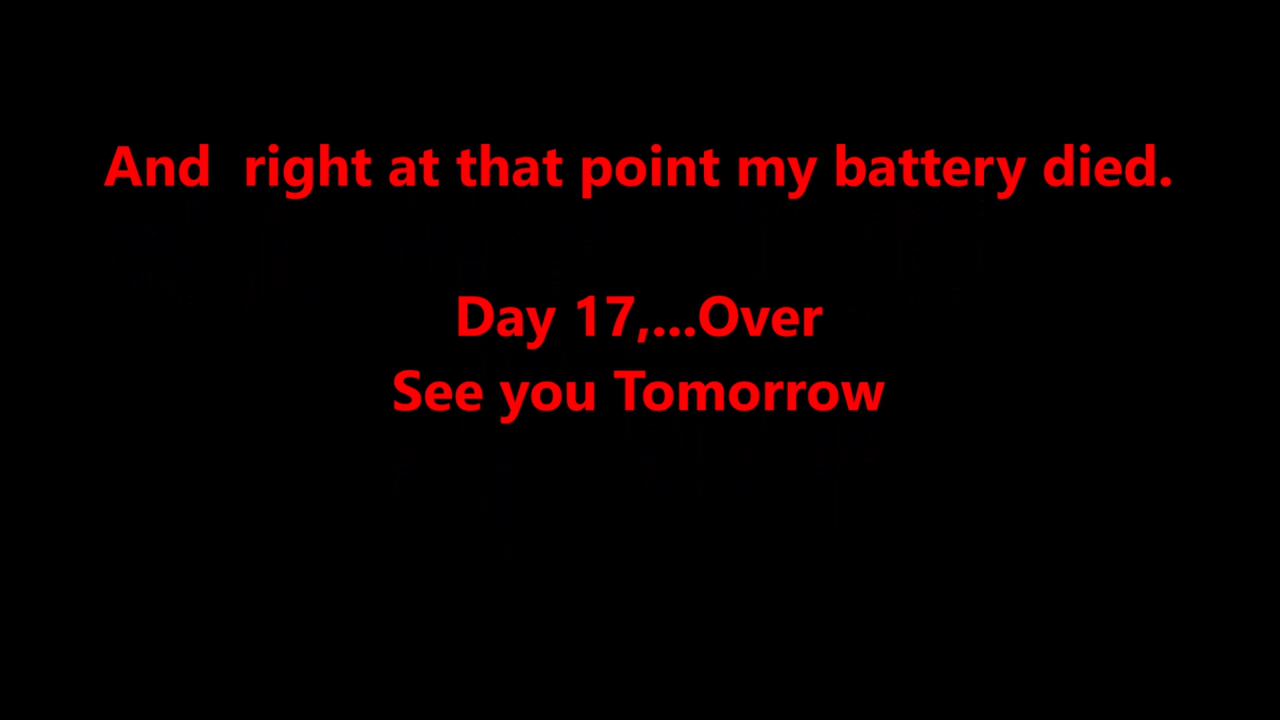 And  right at that point my battery died.
Day 17,...Over
See you Tomorrow